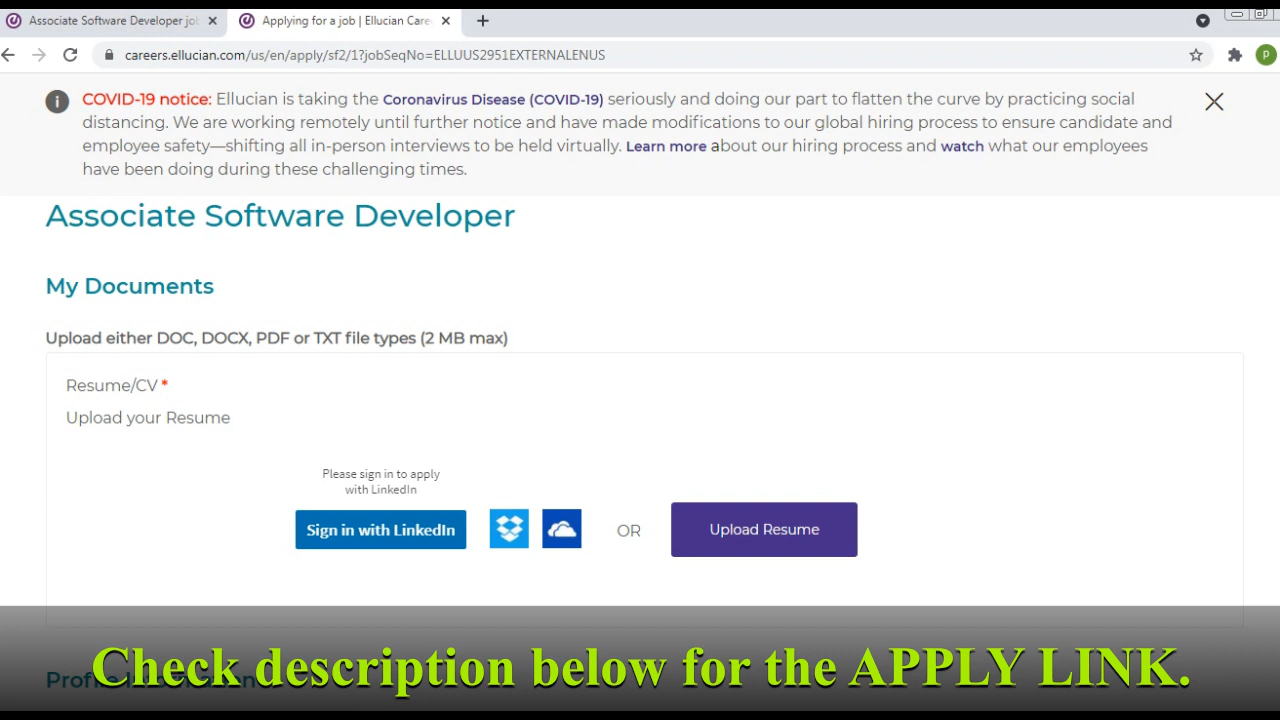 Associate Software Developer jo
Applying for a job | Ellucian Care
careers.ellucian.com/us/en/apply/sf2/1?jobSeqNo=ELLUUS2951EXTERNALENUS
P
COVID-19 notice: Ellucian is taking the Coronavirus Disease (COVID-19) seriously and doing our part to flatten the curve by practicing social
distancing. We are working remotely until further notice and have made modifications to our global hiring process to ensure candidate and
employee safety—shifting all in-person interviews to be held virtually. Learn more about our hiring process and watch what our employees
have been doing during these challenging times.
Associate Software Developer
My Documents
Upload either DOC, DOCX, PDF or TXT file types (2 MB max)
Resume/CV *
Upload your Resume
Please sign in to apply
with LinkedIn
Sign in with LinkedIn
OR
Upload Resume
Profile Information
Check description below for the APPLY LINK.